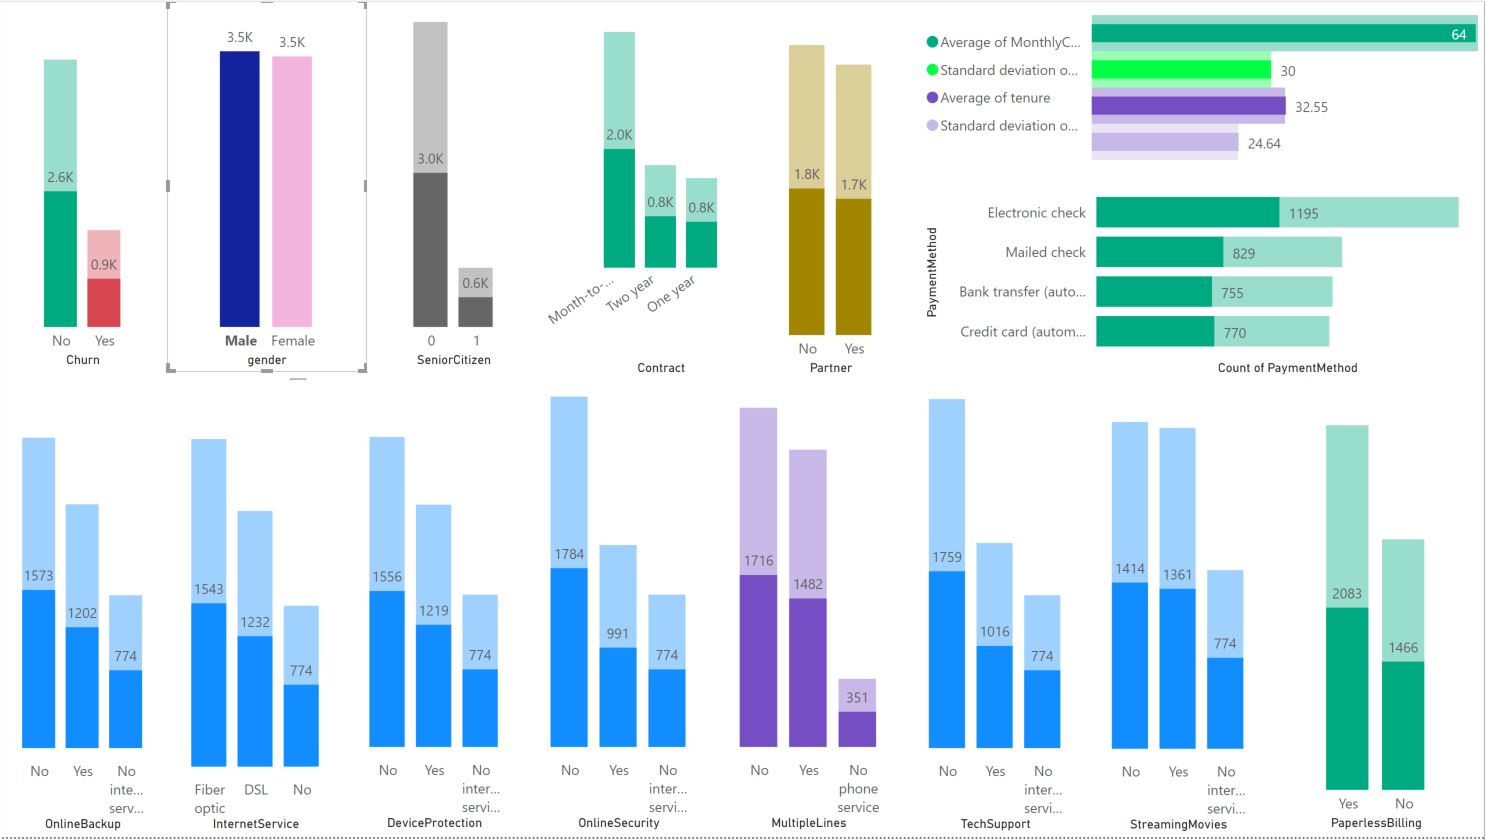 2.6K
0.9K
No Yes
Churn
3.5K 3.5K
Male Female
gender
3.0K
0.6K
0 1
SeniorCitizen
2.0K
0.8K 0.8K
Month-to-... Two year One year
Contract
1.8K 1.7K
No Yes
Partner
Average of MonthlyC...
Standard deviation o...
Average of tenure
Standard deviation o...
64
30
32.55
24.64
PaymentMethod
Electronic check 1195
Mailed check 829
Bank transfer (auto... 755
Credit card (autom... 770
Count of PaymentMethod
1573
1202
774
No Yes No
inte...
serv...
OnlineBackup
1543
1232
774
Fiber DSL No
optic
InternetService
1556
1219
774
No Yes No
inter...
servi...
DeviceProtection
1784
991
774
No Yes No
inter...
servi...
OnlineSecurity
1716
1482
351
No Yes No
phone
service
MultipleLines
1759
1016
774
No Yes No
inter...
servi...
TechSupport
1414 1361
774
No Yes No
inter...
servi...
StreamingMovies
2083
1466
Yes No
PaperlessBilling